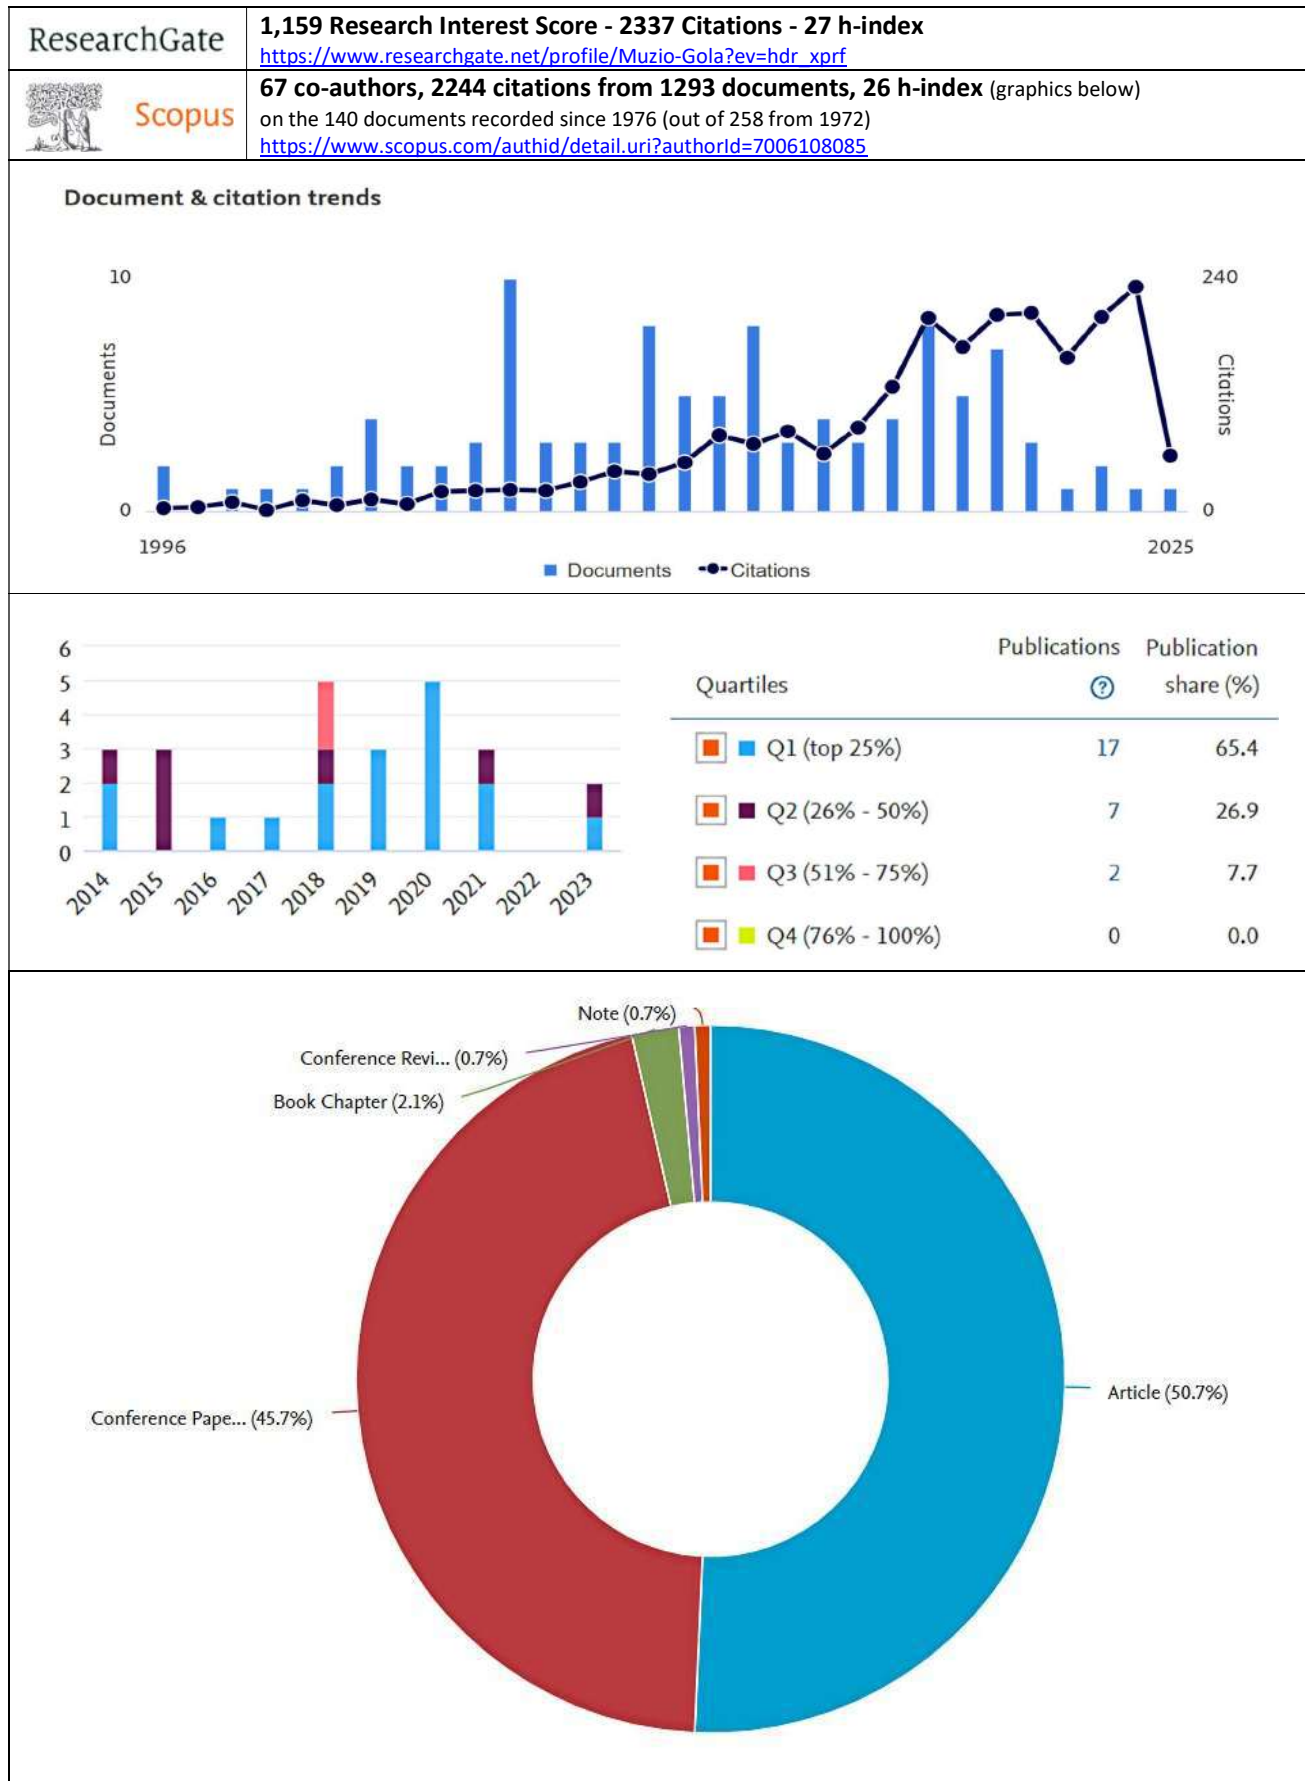 ResearchGate
1,159 Research Interest Score - 2337 Citations - 27 h-index
https://www.researchgate.net/profile/Muzio-Gola?ev=hdr_xprf
Scopus
67 co-authors, 2244 citations from 1293 documents, 26 h-index (graphics below)
on the 140 documents recorded since 1976 (out of 258 from 1972)
https://www.scopus.com/authid/detail.uri?authorId=7006108085
Document & citation trends
10
240
Documents
Citations
0
0
1996
2025
Documents
Citations
6
5
4
3
2
1
0
2014
2015
2016
2017
2018
2019
2020
2021
2022
2023
Publications Publication
Quartiles ? share (%)
Q1 (top 25%) 17 65.4
Q2 (26% - 50%) 7 26.9
Q3 (51% - 75%) 2 7.7
Q4 (76% - 100%) 0 0.0
Note (0.7%)
Conference Revi... (0.7%)
Book Chapter (2.1%)
Article (50.7%)
Conference Pape... (45.7%)